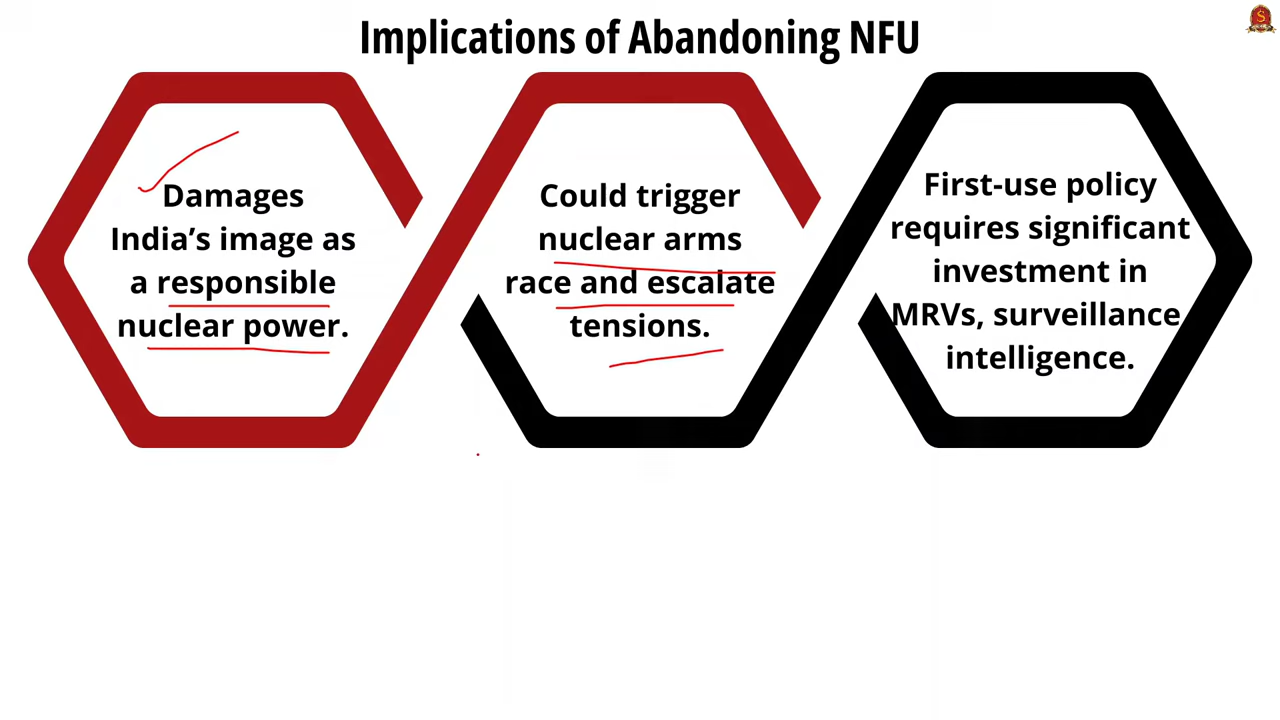 Implications of Abandoning NFU
Damages
India's image as
a responsible
nuclear power.
Could trigger
nuclear arms
race and escalate
tensions.
First-use policy
requires significant
investment in
MRVs, surveillance
intelligence.
S